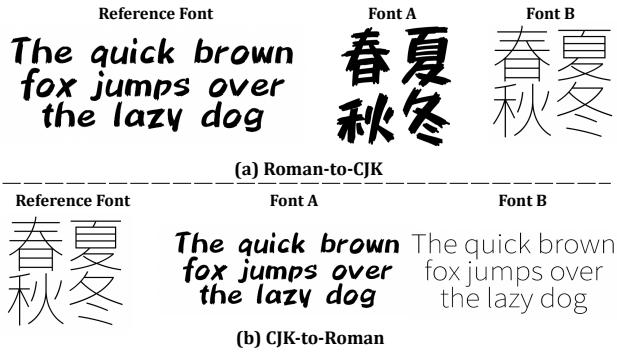 Reference Font
Font A
Font B
The quick brown
fox jumps over
the lazy dog
春夏
秋冬
春夏
秋冬
(a) Roman-to-CJK
Reference Font
Font A
Font B
春夏
秋冬
The quick brown
fox jumps over
the lazy dog
The quick brown
fox jumps over
the lazy dog
(b) CJK-to-Roman